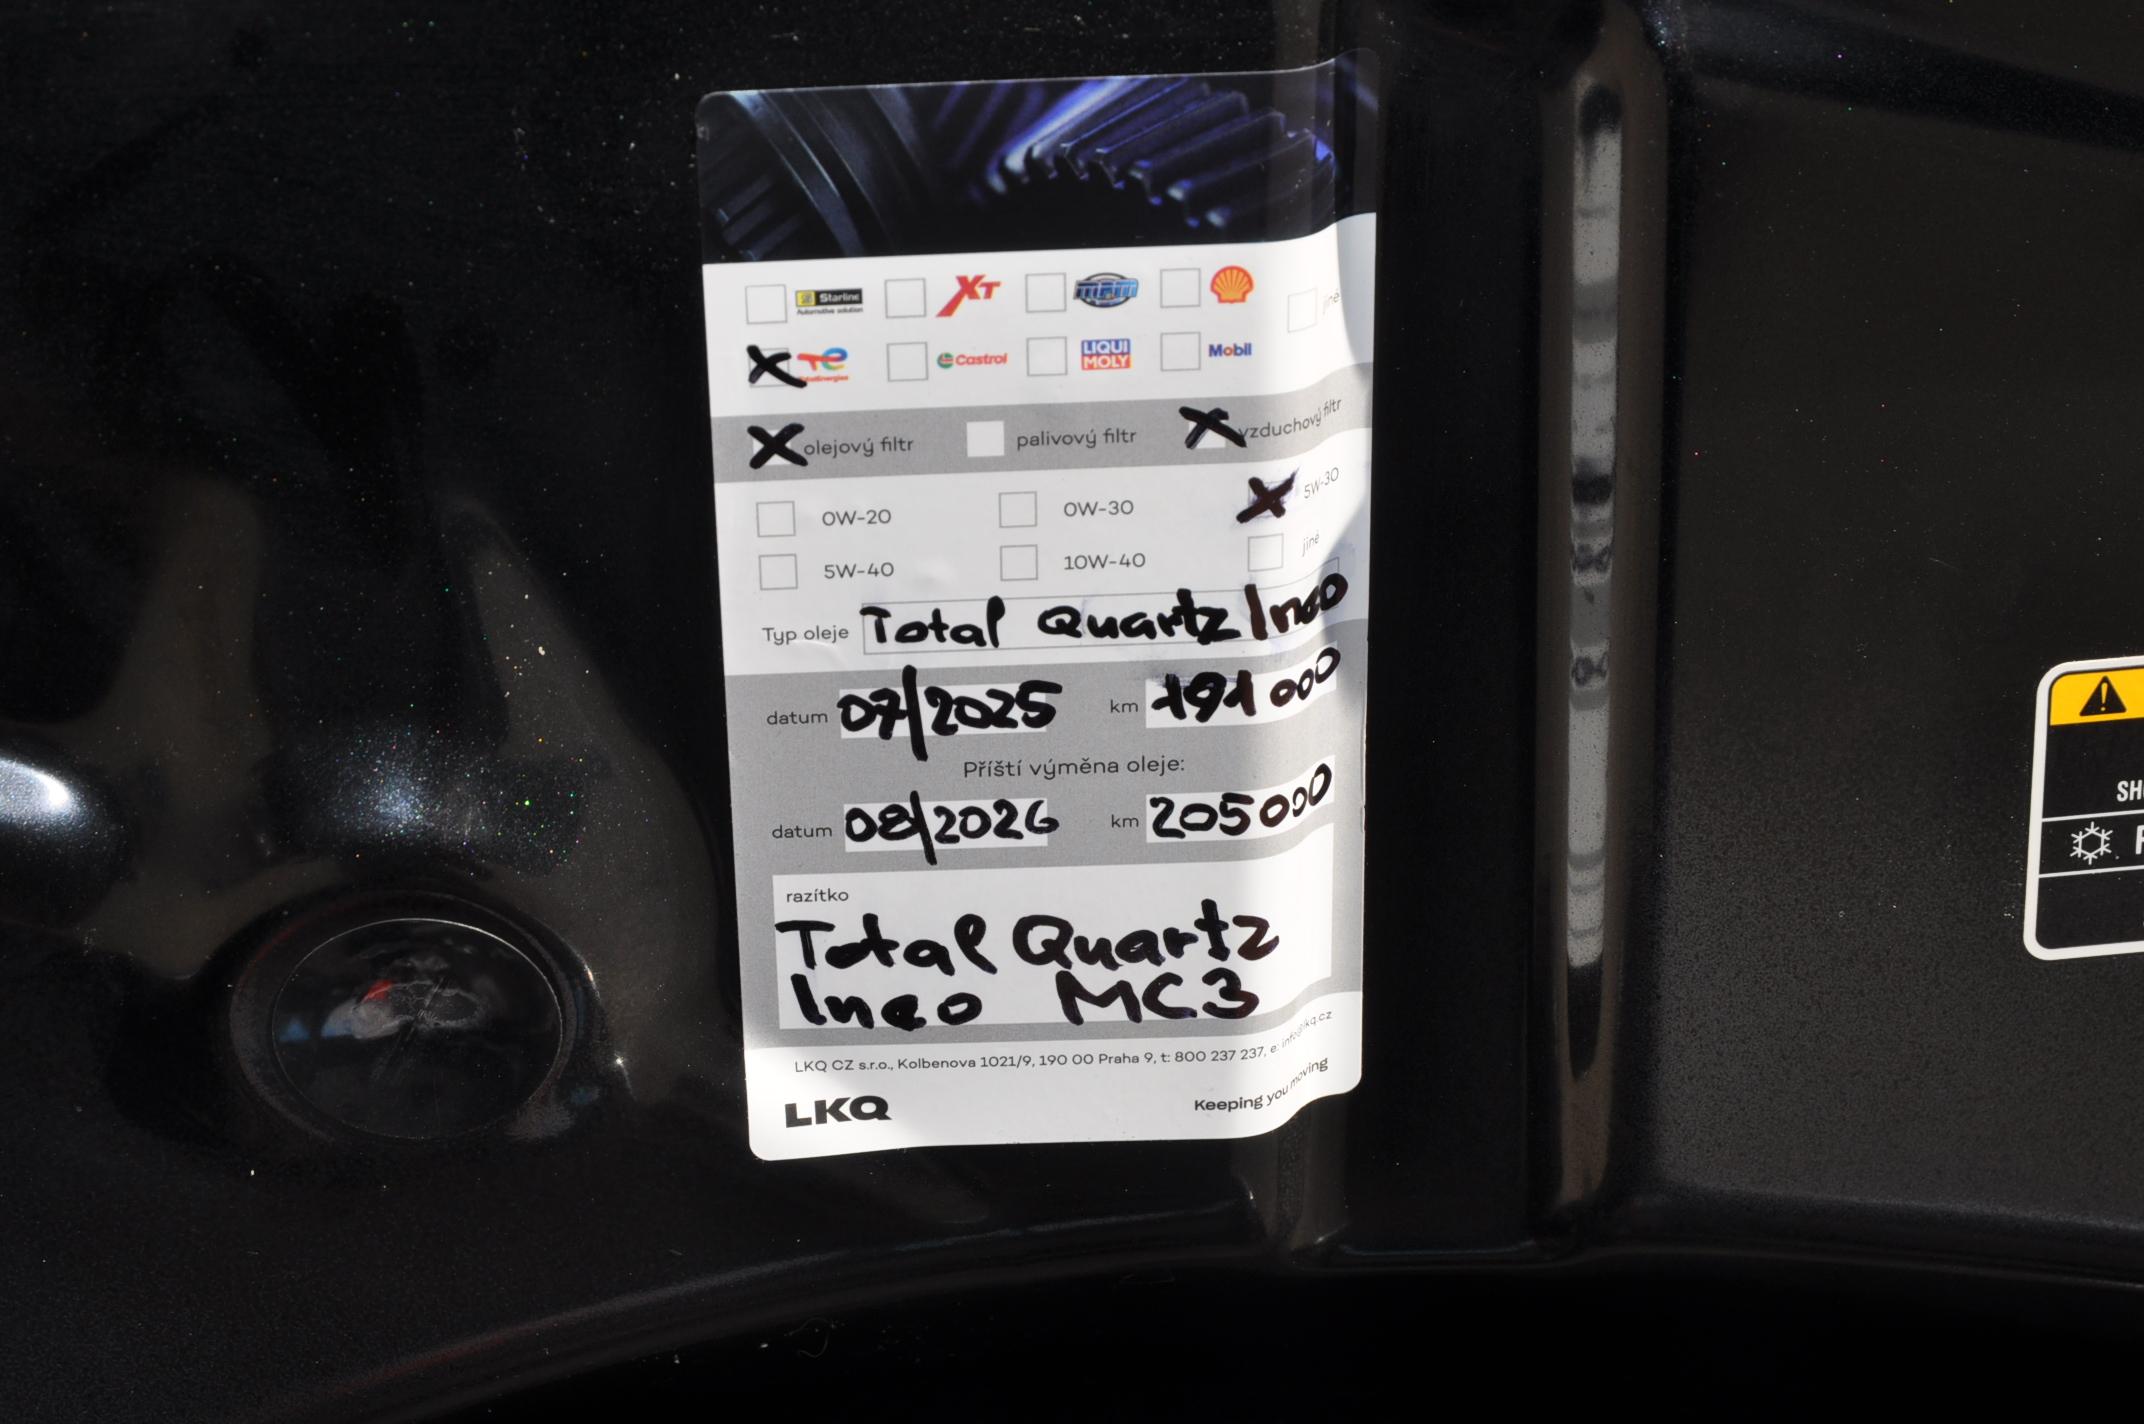 Starline XT MPM jiné
Automotive solution
TotalEnergies Castrol LIQUI MOLY Mobil
olejový filtr palivový filtr vzduchový filtr
0W-20 0W-30 5W-30
5W-40 10W-40 jiné
Typ oleje Total Quartz Ineo
datum 07/2025 km 191 000
Příští výměna oleje:
datum 08/2026 km 205000
razítko
Total Quartz
Ineo MC3
LKQ CZ s.r.o., Kolbenova 1021/9, 190 00 Praha 9, t: 800 237 237, e: info@lkq.cz
LKQ Keeping you moving